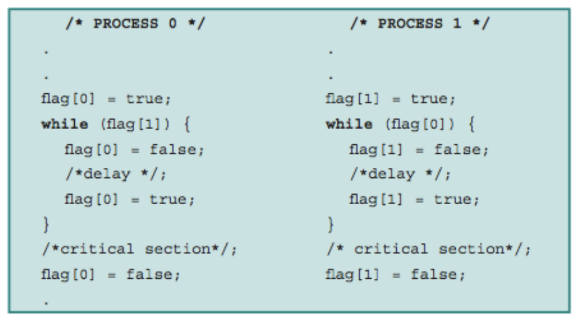 /* PROCESS 0 */
.
.
flag[0] = true;
while (flag[1]) {
flag[0] = false;
/*delay */;
flag[0] = true;
}
/*critical section*/;
flag[0] = false;
.
/* PROCESS 1 */
.
.
flag[1] = true;
while (flag[0]) {
flag[1] = false;
/*delay */;
flag[1] = true;
}
/* critical section*/;
flag[1] = false;